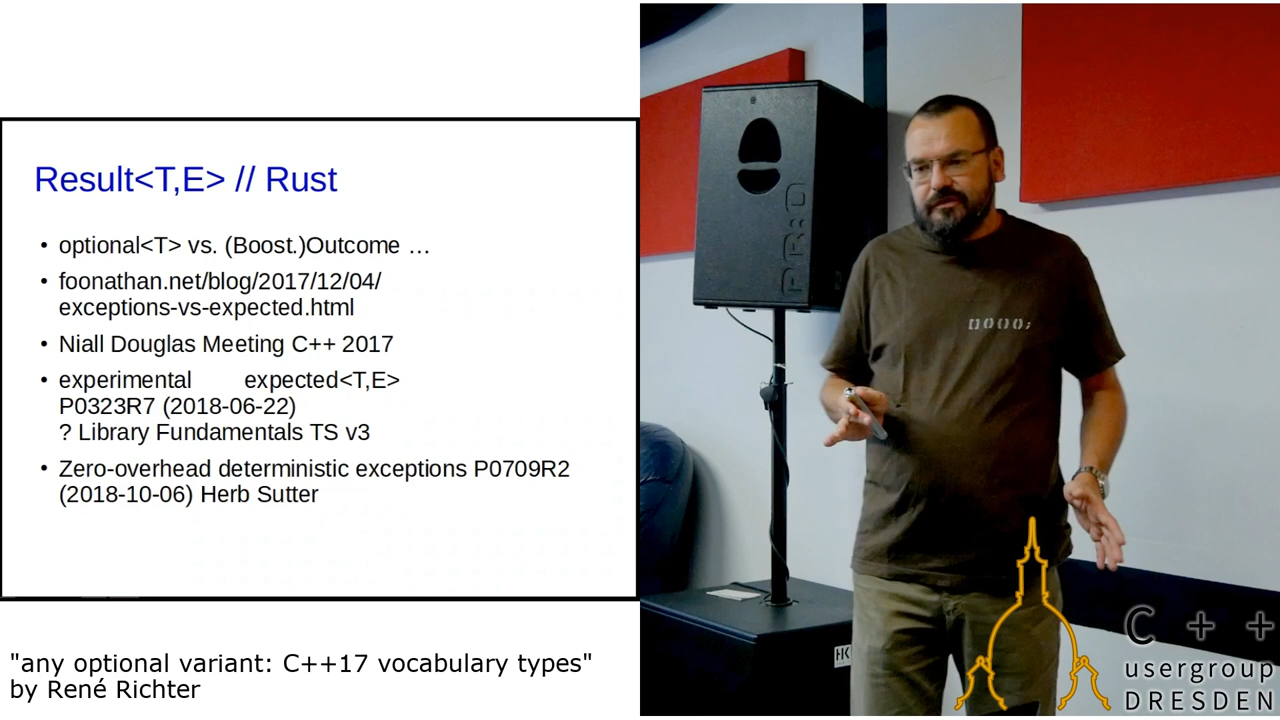 Result<T,E> // Rust
• optional<T> vs. (Boost.)Outcome …
• foonathan.net/blog/2017/12/04/
exceptions-vs-expected.html
• Niall Douglas Meeting C++ 2017
• experimental expected<T,E>
P0323R7 (2018-06-22)
? Library Fundamentals TS v3
• Zero-overhead deterministic exceptions P0709R2
(2018-10-06) Herb Sutter
"any optional variant: C++17 vocabulary types"
by René Richter
PR:O
HK
C++
usergroup
DRESDEN